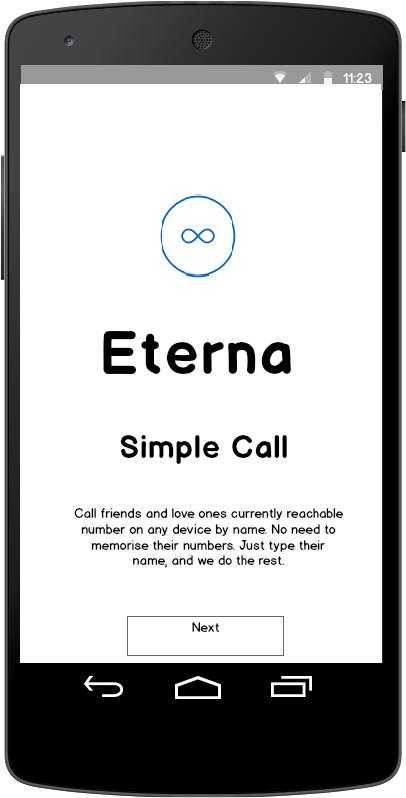 11:23
Eterna
Simple Call
Call friends and love ones currently reachable
number on any device by name. No need to
memorise their numbers. Just type their
name, and we do the rest.
Next